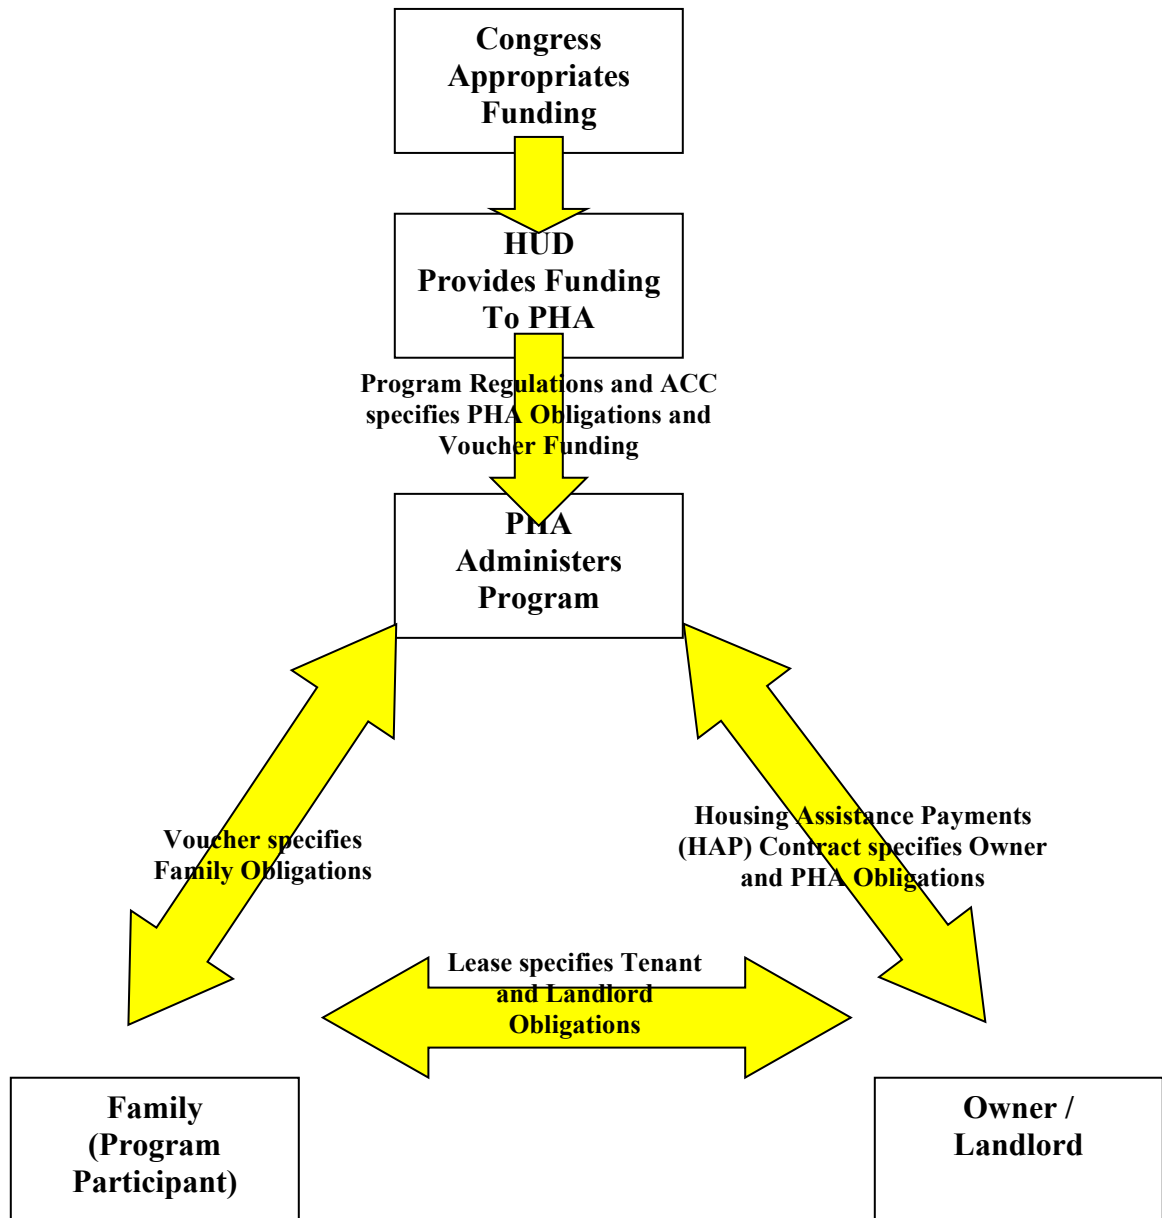 Congress
Appropriates
Funding
HUD
Provides Funding
To PHA
Program Regulations and ACC
specifies PHA Obligations and
Voucher Funding
PHA
Administers
Program
Voucher specifies
Family Obligations
Housing Assistance Payments
(HAP) Contract specifies Owner
and PHA Obligations
Lease specifies Tenant
and Landlord
Obligations
Family
(Program
Participant)
Owner /
Landlord